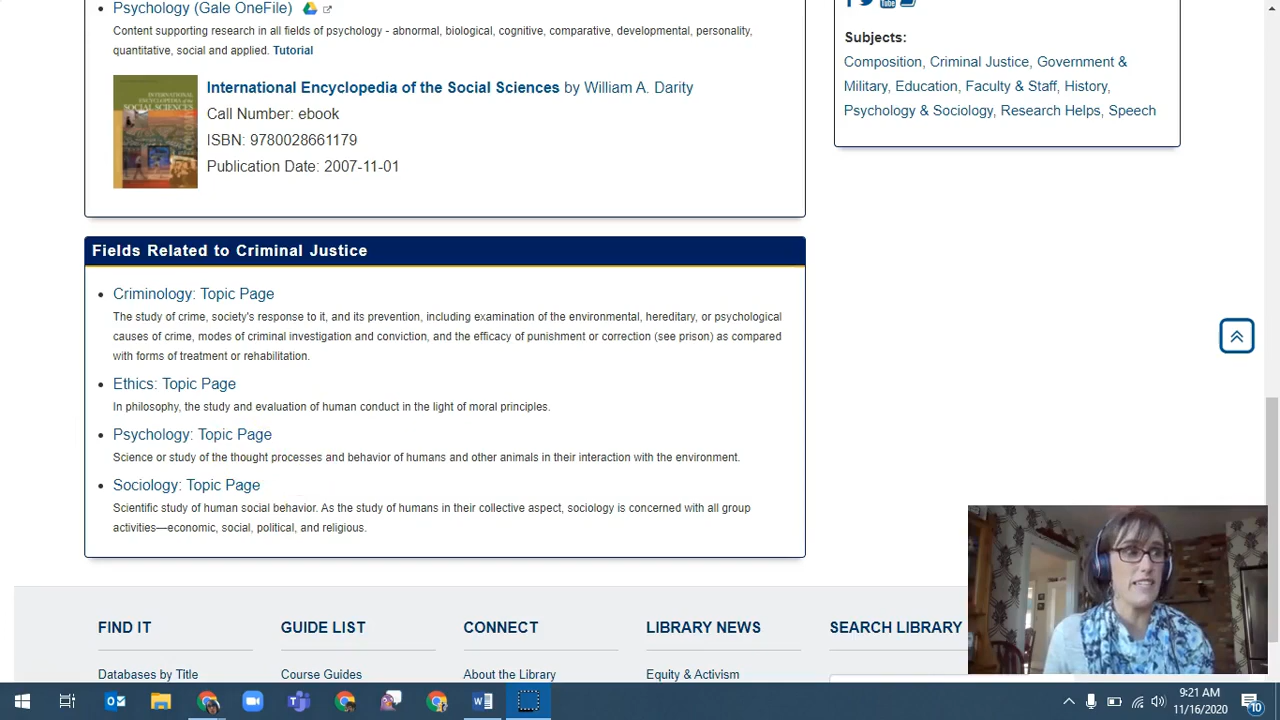 Psychology (Gale OneFile)
Content supporting research in all fields of psychology - abnormal, biological, cognitive, comparative, developmental, personality,
quantitative, social and applied. Tutorial
INTERNATIONAL
ENCYCLOPEDIA of the
SOCIAL SCIENCES
International Encyclopedia of the Social Sciences by William A. Darity
Call Number: ebook
ISBN: 9780028661179
Publication Date: 2007-11-01
You Tube
Subjects:
Composition, Criminal Justice, Government &
Military, Education, Faculty & Staff, History,
Psychology & Sociology, Research Helps, Speech
Fields Related to Criminal Justice
Criminology: Topic Page
The study of crime, society's response to it, and its prevention, including examination of the environmental, hereditary, or psychological
causes of crime, modes of criminal investigation and conviction, and the efficacy of punishment or correction (see prison) as compared
with forms of treatment or rehabilitation.
Ethics: Topic Page
In philosophy, the study and evaluation of human conduct in the light of moral principles.
Psychology: Topic Page
Science or study of the thought processes and behavior of humans and other animals in their interaction with the environment.
Sociology: Topic Page
Scientific study of human social behavior. As the study of humans in their collective aspect, sociology is concerned with all group
activities—economic, social, political, and religious.
FIND IT
Databases by Title
GUIDE LIST
Course Guides
CONNECT
About the Library
LIBRARY NEWS
Equity & Activism
SEARCH LIBRARY
9:21 AM
11/16/2020
10